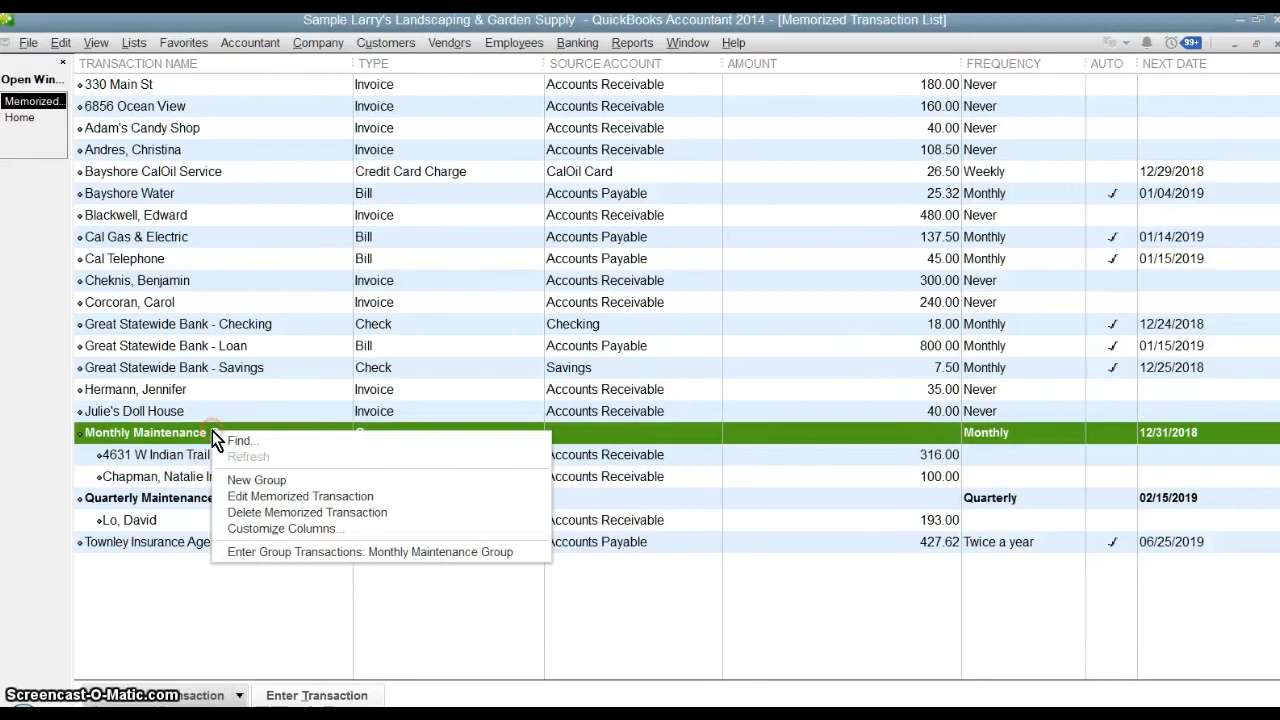 Sample Larry's Landscaping & Garden Supply - QuickBooks Accountant 2014 - [Memorized Transaction List]
File Edit View Lists Favorites Accountant Company Customers Vendors Employees Banking Reports Window Help 99+
Open Win...
Memorized...
Home
TRANSACTION NAME TYPE SOURCE ACCOUNT AMOUNT FREQUENCY AUTO NEXT DATE
330 Main St Invoice Accounts Receivable 180.00 Never
6856 Ocean View Invoice Accounts Receivable 160.00 Never
Adam's Candy Shop Invoice Accounts Receivable 40.00 Never
Andres, Christina Invoice Accounts Receivable 108.50 Never
Bayshore CalOil Service Credit Card Charge CalOil Card 26.50 Weekly 12/29/2018
Bayshore Water Bill Accounts Payable 25.32 Monthly 01/04/2019
Blackwell, Edward Invoice Accounts Receivable 480.00 Never
Cal Gas & Electric Bill Accounts Payable 137.50 Monthly 01/14/2019
Cal Telephone Bill Accounts Payable 45.00 Monthly 01/15/2019
Cheknis, Benjamin Invoice Accounts Receivable 300.00 Never
Corcoran, Carol Invoice Accounts Receivable 240.00 Never
Great Statewide Bank - Checking Check Checking 18.00 Monthly 12/24/2018
Great Statewide Bank - Loan Bill Accounts Payable 800.00 Monthly 01/15/2019
Great Statewide Bank - Savings Check Savings 7.50 Monthly 12/25/2018
Hermann, Jennifer Invoice Accounts Receivable 35.00 Never
Julie's Doll House Invoice Accounts Receivable 40.00 Never
Monthly Maintenance Monthly 12/31/2018
4631 W Indian Trail Accounts Receivable 316.00
Chapman, Natalie In Accounts Receivable 100.00
Quarterly Maintenance Quarterly 02/15/2019
Lo, David Accounts Receivable 193.00
Townley Insurance Age Accounts Payable 427.62 Twice a year 06/25/2019
Find...
Refresh
New Group
Edit Memorized Transaction
Delete Memorized Transaction
Customize Columns...
Enter Group Transactions: Monthly Maintenance Group
Screencast-O-Matic.com nsaction Enter Transaction